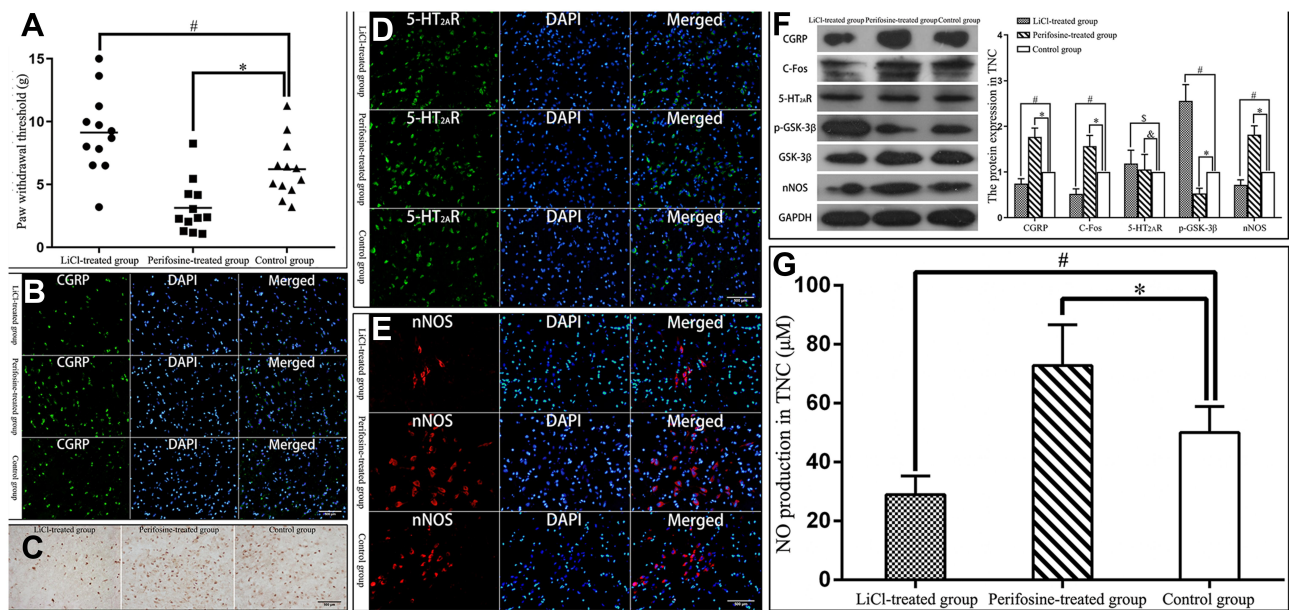 A
#
*
Paw withdrawal threshold (g)
15
10
5
0
LiCl-treated group
Perifosine-treated group
Control group
B
CGRP
DAPI
Merged
LiCl-treated group
CGRP
DAPI
Merged
Perifosine-treated group
CGRP
DAPI
Merged
Control group
C
LiCl-treated group
Perifosine-treated group
Control group
D
5-HT2AR
DAPI
Merged
LiCl-treated group
5-HT2AR
DAPI
Merged
Perifosine-treated group
5-HT2AR
DAPI
Merged
Control group
E
nNOS
DAPI
Merged
LiCl-treated group
nNOS
DAPI
Merged
Perifosine-treated group
nNOS
DAPI
Merged
Control group
F
LiCl-treated group
Perifosine-treated group
Control group
CGRP
C-Fos
5-HT2AR
p-GSK-3β
GSK-3β
nNOS
GAPDH
LiCl-treated group
Perifosine-treated group
Control group
The protein expression in TNC
4
3
2
1
0
#
*
#
*
$
&
#
*
#
*
CGRP
C-Fos
5-HT2AR
p-GSK-3β
nNOS
G
#
*
NO production in TNC (μM)
100
80
60
40
20
0
LiCl-treated group
Perifosine-treated group
Control group